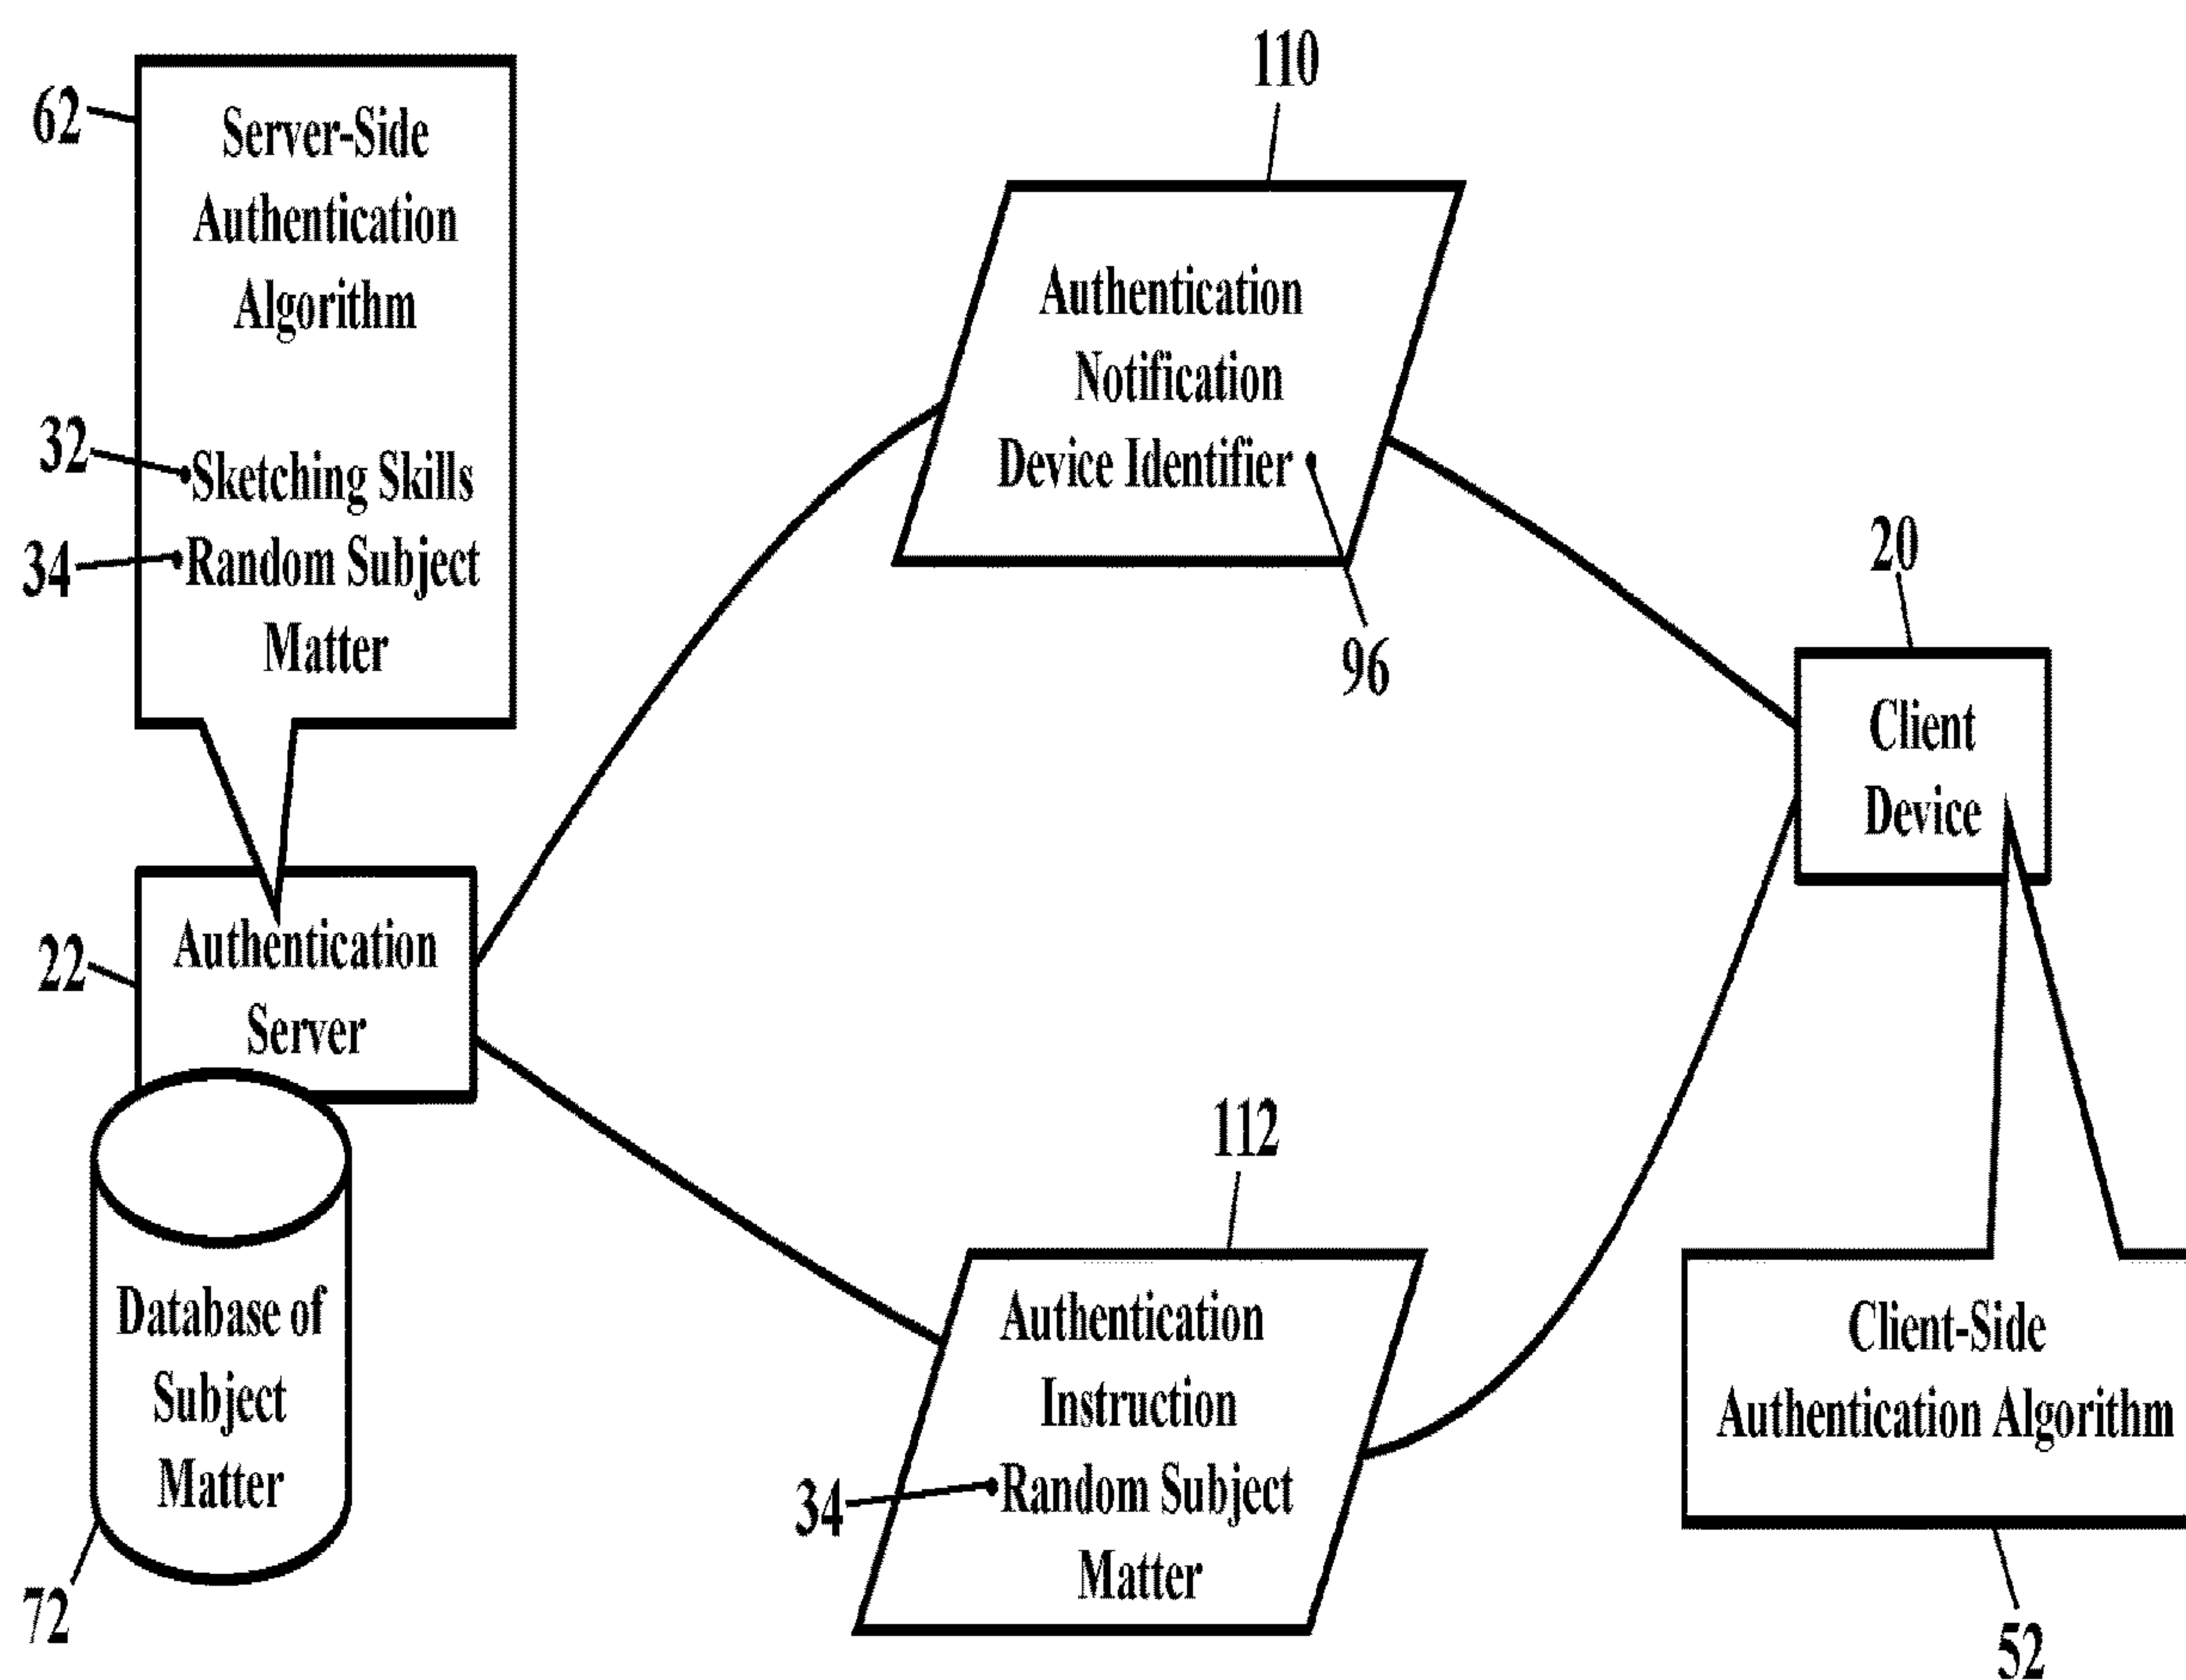 62
Server-Side
Authentication
Algorithm
32
Sketching Skills
34
Random Subject
Matter
22
Authentication
Server
Database of
Subject
Matter
72
110
Authentication
Notification
Device Identifier
96
112
Authentication
Instruction
34
Random Subject
Matter
20
Client
Device
Client-Side
Authentication Algorithm
52